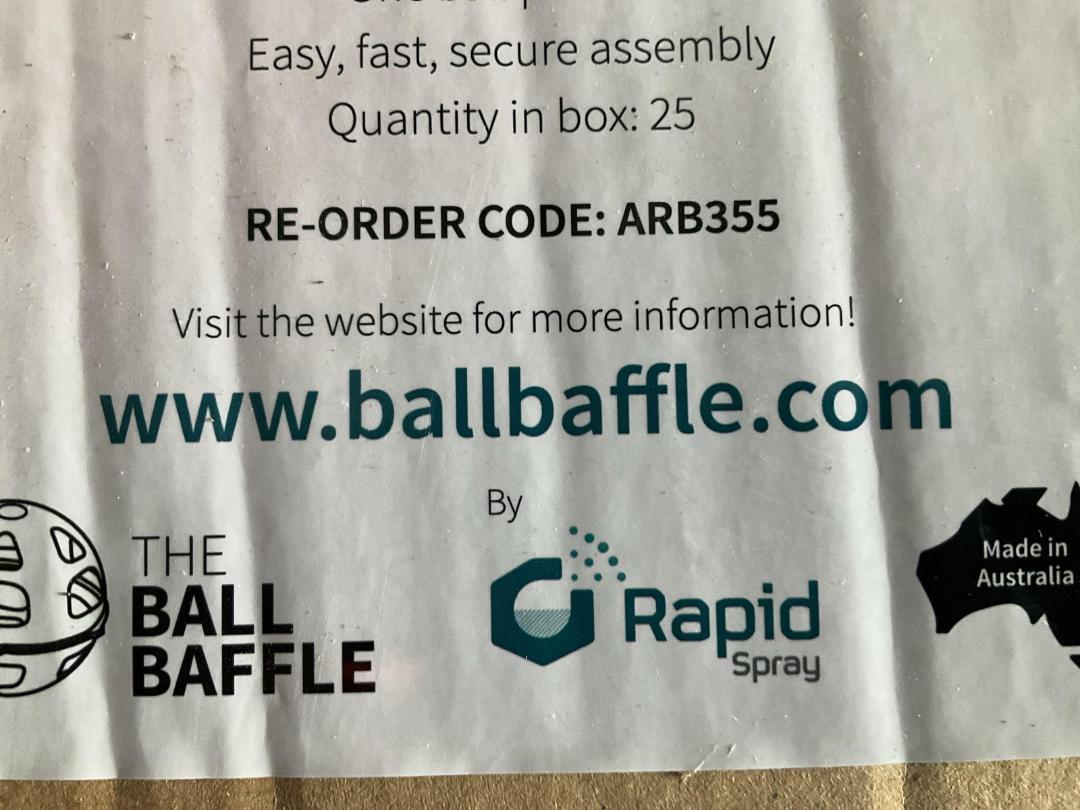 Easy, fast, secure assembly
Quantity in box: 25
RE-ORDER CODE: ARB355
Visit the website for more information!
www.ballbaffle.com
By
THE
BALL
BAFFLE
Rapid
Spray
Made in
Australia